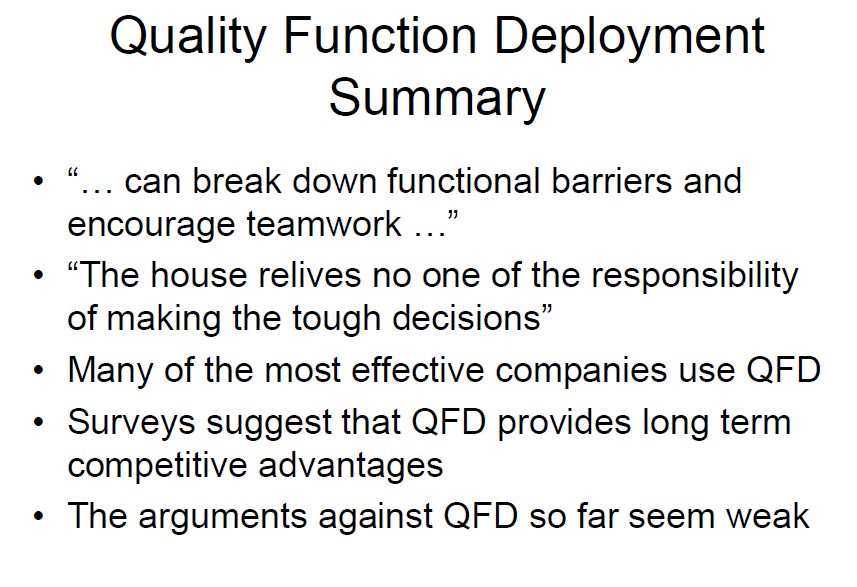 Quality Function Deployment
Summary
• “… can break down functional barriers and
encourage teamwork …”
• “The house relives no one of the responsibility
of making the tough decisions”
• Many of the most effective companies use QFD
• Surveys suggest that QFD provides long term
competitive advantages
• The arguments against QFD so far seem weak